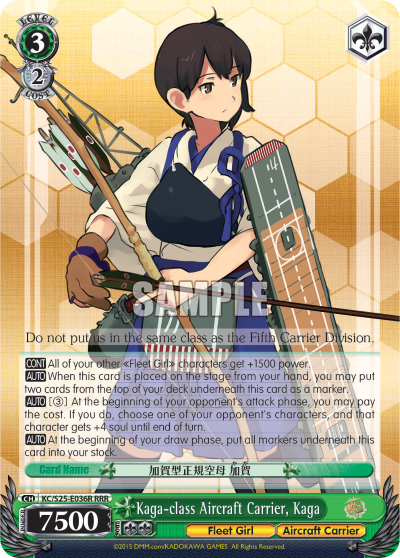 LEVEL
3
2
COST
SAMPLE
Do not put us in the same class as the Fifth Carrier Division.
CONT All of your other <Fleet Girl> characters get +1500 power.
AUTO When this card is placed on the stage from your hand, you may put
two cards from the top of your deck underneath this card as a marker.
AUTO [③] At the beginning of your opponent's attack phase, you may pay
the cost. If you do, choose one of your opponent's characters, and that
character gets +4 soul until end of turn.
AUTO At the beginning of your draw phase, put all markers underneath this
card into your stock.
Card Name
加賀型正規空母 加賀
CH KC/S25-E036R RRR
Kaga-class Aircraft Carrier, Kaga
POWER
7500
SOUL
Fleet Girl
Aircraft Carrier
©2015 DMM.com/KADOKAWA GAMES All Rights Reserved.